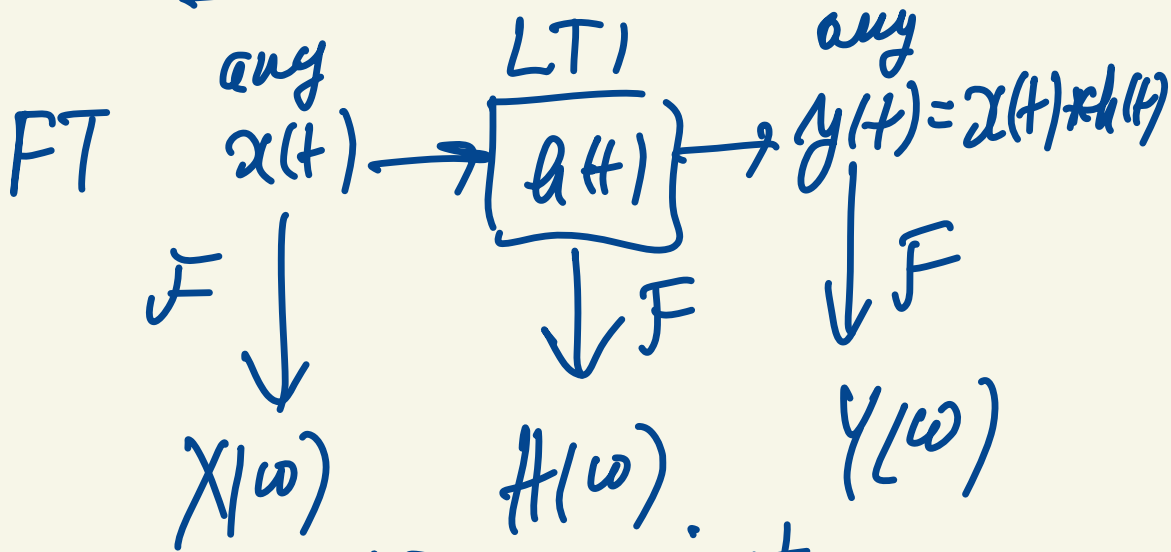 any LTI any
FT x(t) → h(t) → y(t) = x(t) * h(t)
F F F
X(ω) H(ω) Y(ω)